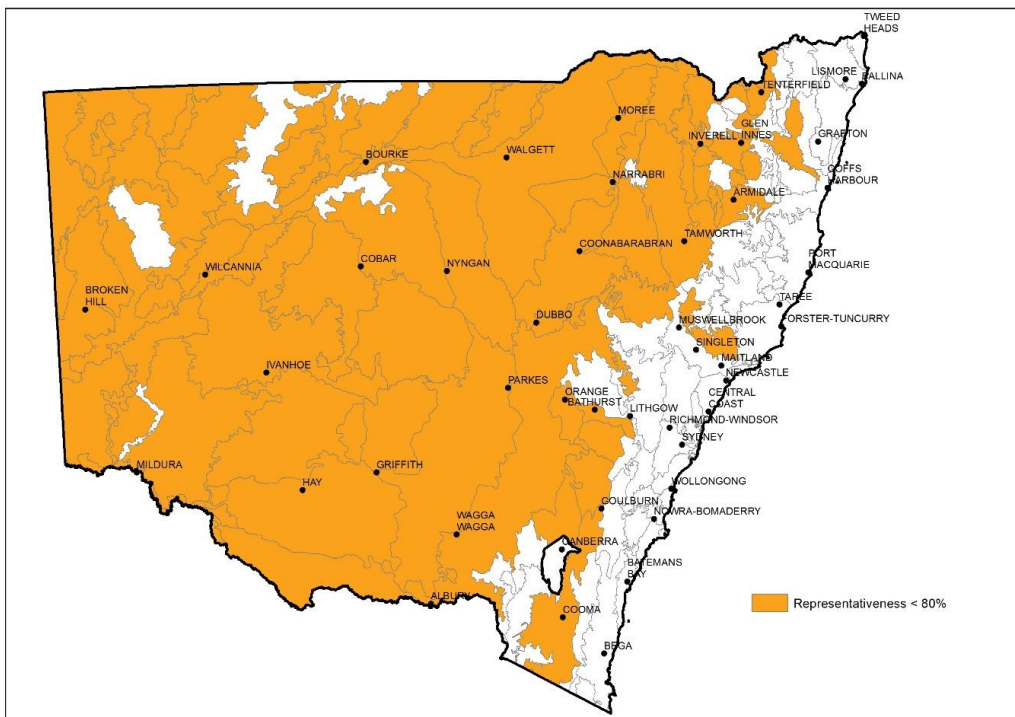 TWEED
HEADS
LISMORE
BALLINA
TENTERFIELD
MOREE
GLEN
INNES
INVERELL
GRAFTON
BOURKE
WALGETT
NARRABRI
COFFS
HARBOUR
ARMIDALE
TAMWORTH
COONABARABRAN
COBAR
NYNGAN
WILCANNIA
PORT
MACQUARIE
BROKEN
HILL
TAREE
DUBBO
MUSWELLBROOK
FORSTER-TUNCURRY
SINGLETON
MAITLAND
NEWCASTLE
IVANHOE
PARKES
ORANGE
BATHURST
CENTRAL
COAST
LITHGOW
RICHMOND-WINDSOR
SYDNEY
MILDURA
GRIFFITH
HAY
WOLLONGONG
GOULBURN
NOWRA-BOMADERRY
WAGGA
WAGGA
CANBERRA
BATEMANS
BAY
ALBURY
COOMA
Representativeness < 80%
BEGA